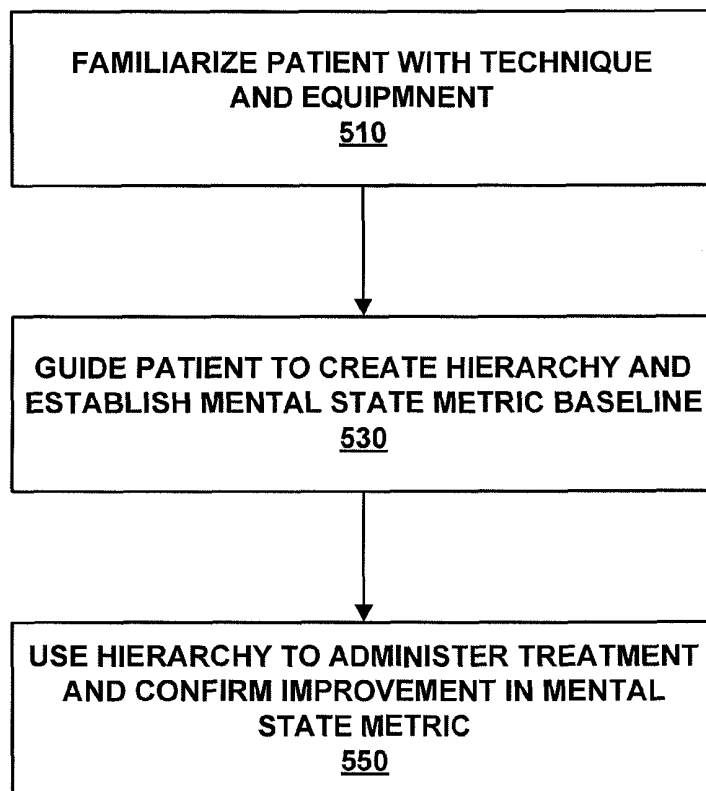 FAMILIARIZE PATIENT WITH TECHNIQUE
AND EQUIPMNENT
510
GUIDE PATIENT TO CREATE HIERARCHY AND
ESTABLISH MENTAL STATE METRIC BASELINE
530
USE HIERARCHY TO ADMINISTER TREATMENT
AND CONFIRM IMPROVEMENT IN MENTAL
STATE METRIC
550